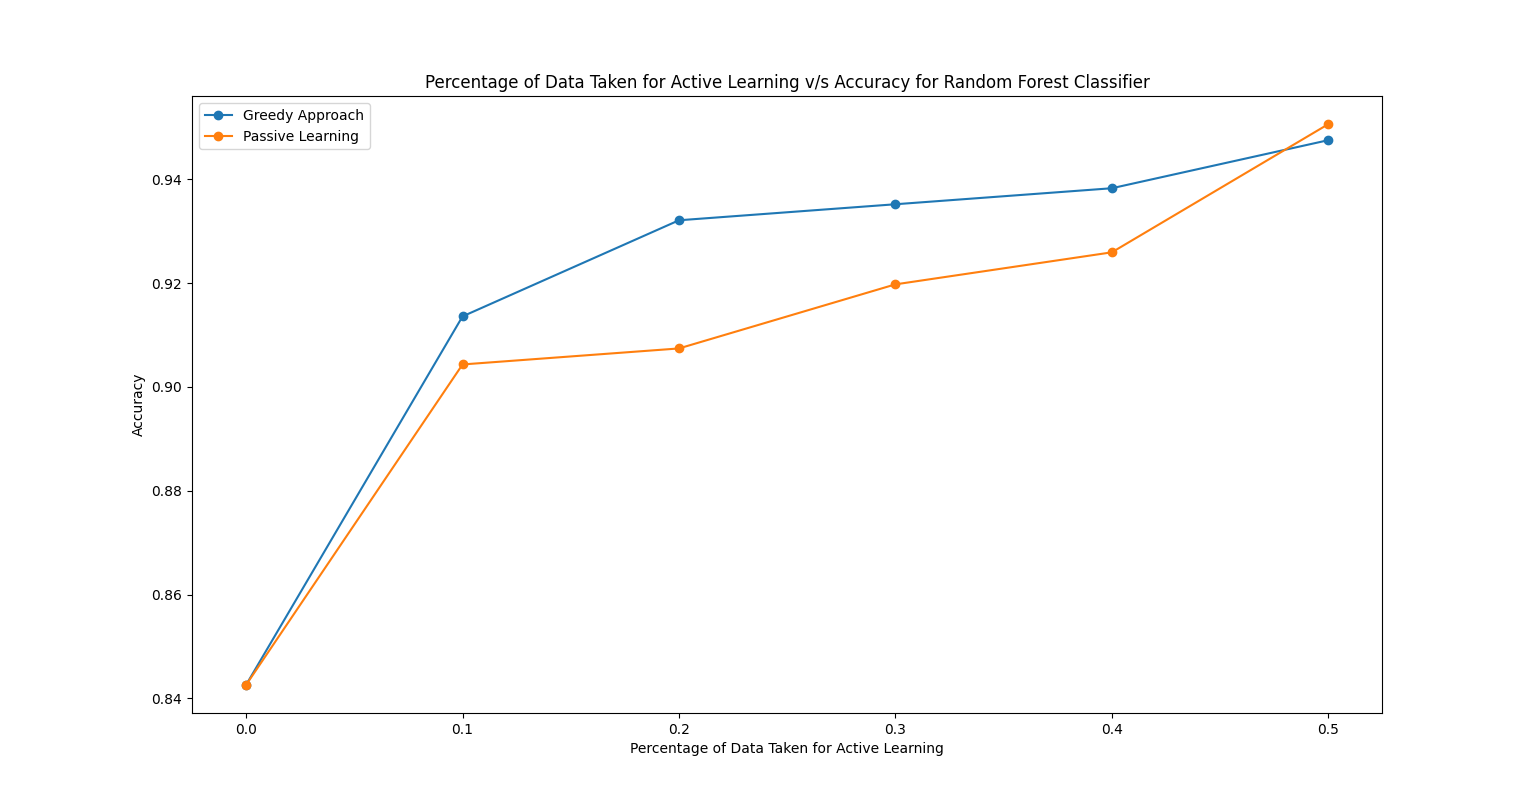 Percentage of Data Taken for Active Learning v/s Accuracy for Random Forest Classifier
Greedy Approach
Passive Learning
0.94
0.92
0.90
0.88
0.86
0.84
Accuracy
0.0 0.1 0.2 0.3 0.4 0.5
Percentage of Data Taken for Active Learning